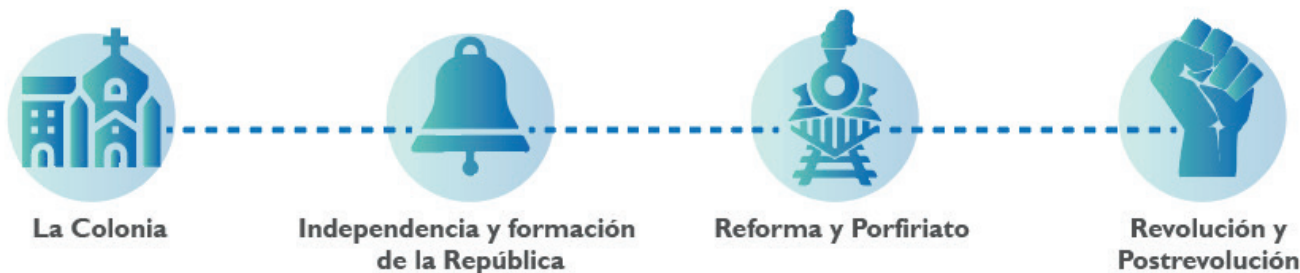 La Colonia
Independencia y formación
de la República
Reforma y Porfiriato
Revolución y
Postrevolución